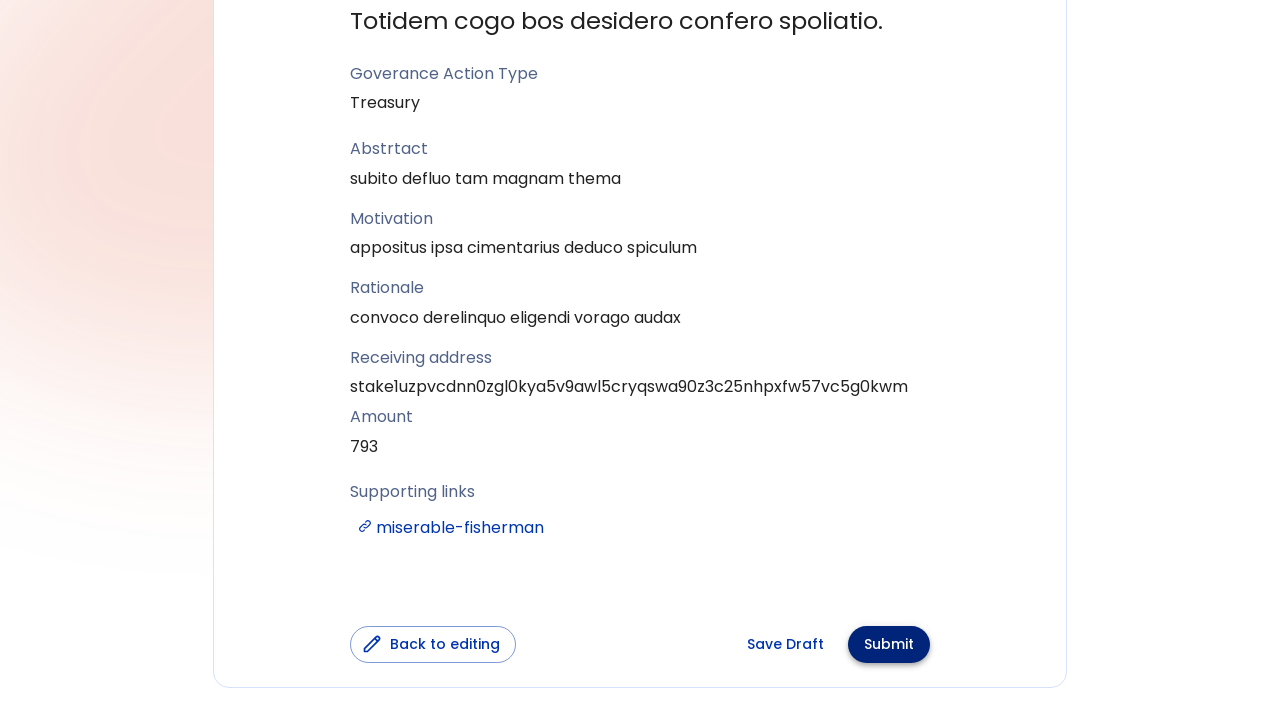 Totidem cogo bos desidero confero spoliatio.
Goverance Action Type
Treasury
Abstrtact
subito defluo tam magnam thema
Motivation
appositus ipsa cimentarius deduco spiculum
Rationale
convoco derelinquo eligendi vorago audax
Receiving address
stake1uzpvcdnn0zgl0kya5v9awl5cryqswa90z3c25nhpxfw57vc5g0kwm
Amount
793
Supporting links
miserable-fisherman
Back to editing
Save Draft
Submit